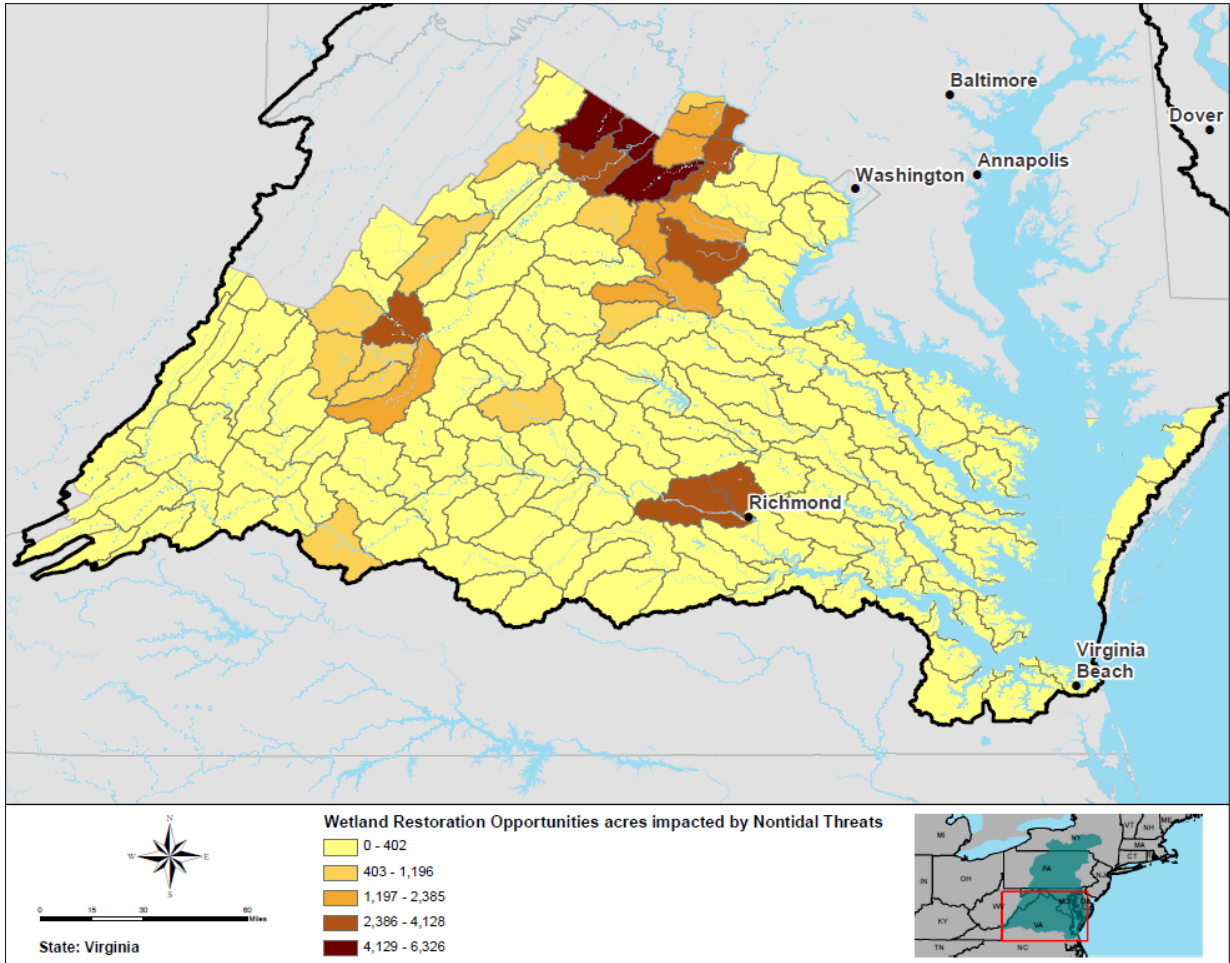 Baltimore
Dover
Annapolis
Washington
Richmond
Virginia
Beach
N
W
E
S
0 15 30 60
Miles
State: Virginia
Wetland Restoration Opportunities acres impacted by Nontidal Threats
0 - 402
403 - 1,196
1,197 - 2,385
2,386 - 4,128
4,129 - 6,326
MI
NY
VT
NH
ME
MA
CT
PA
NJ
IN
OH
WV
MD
KY
VA
TN
NC